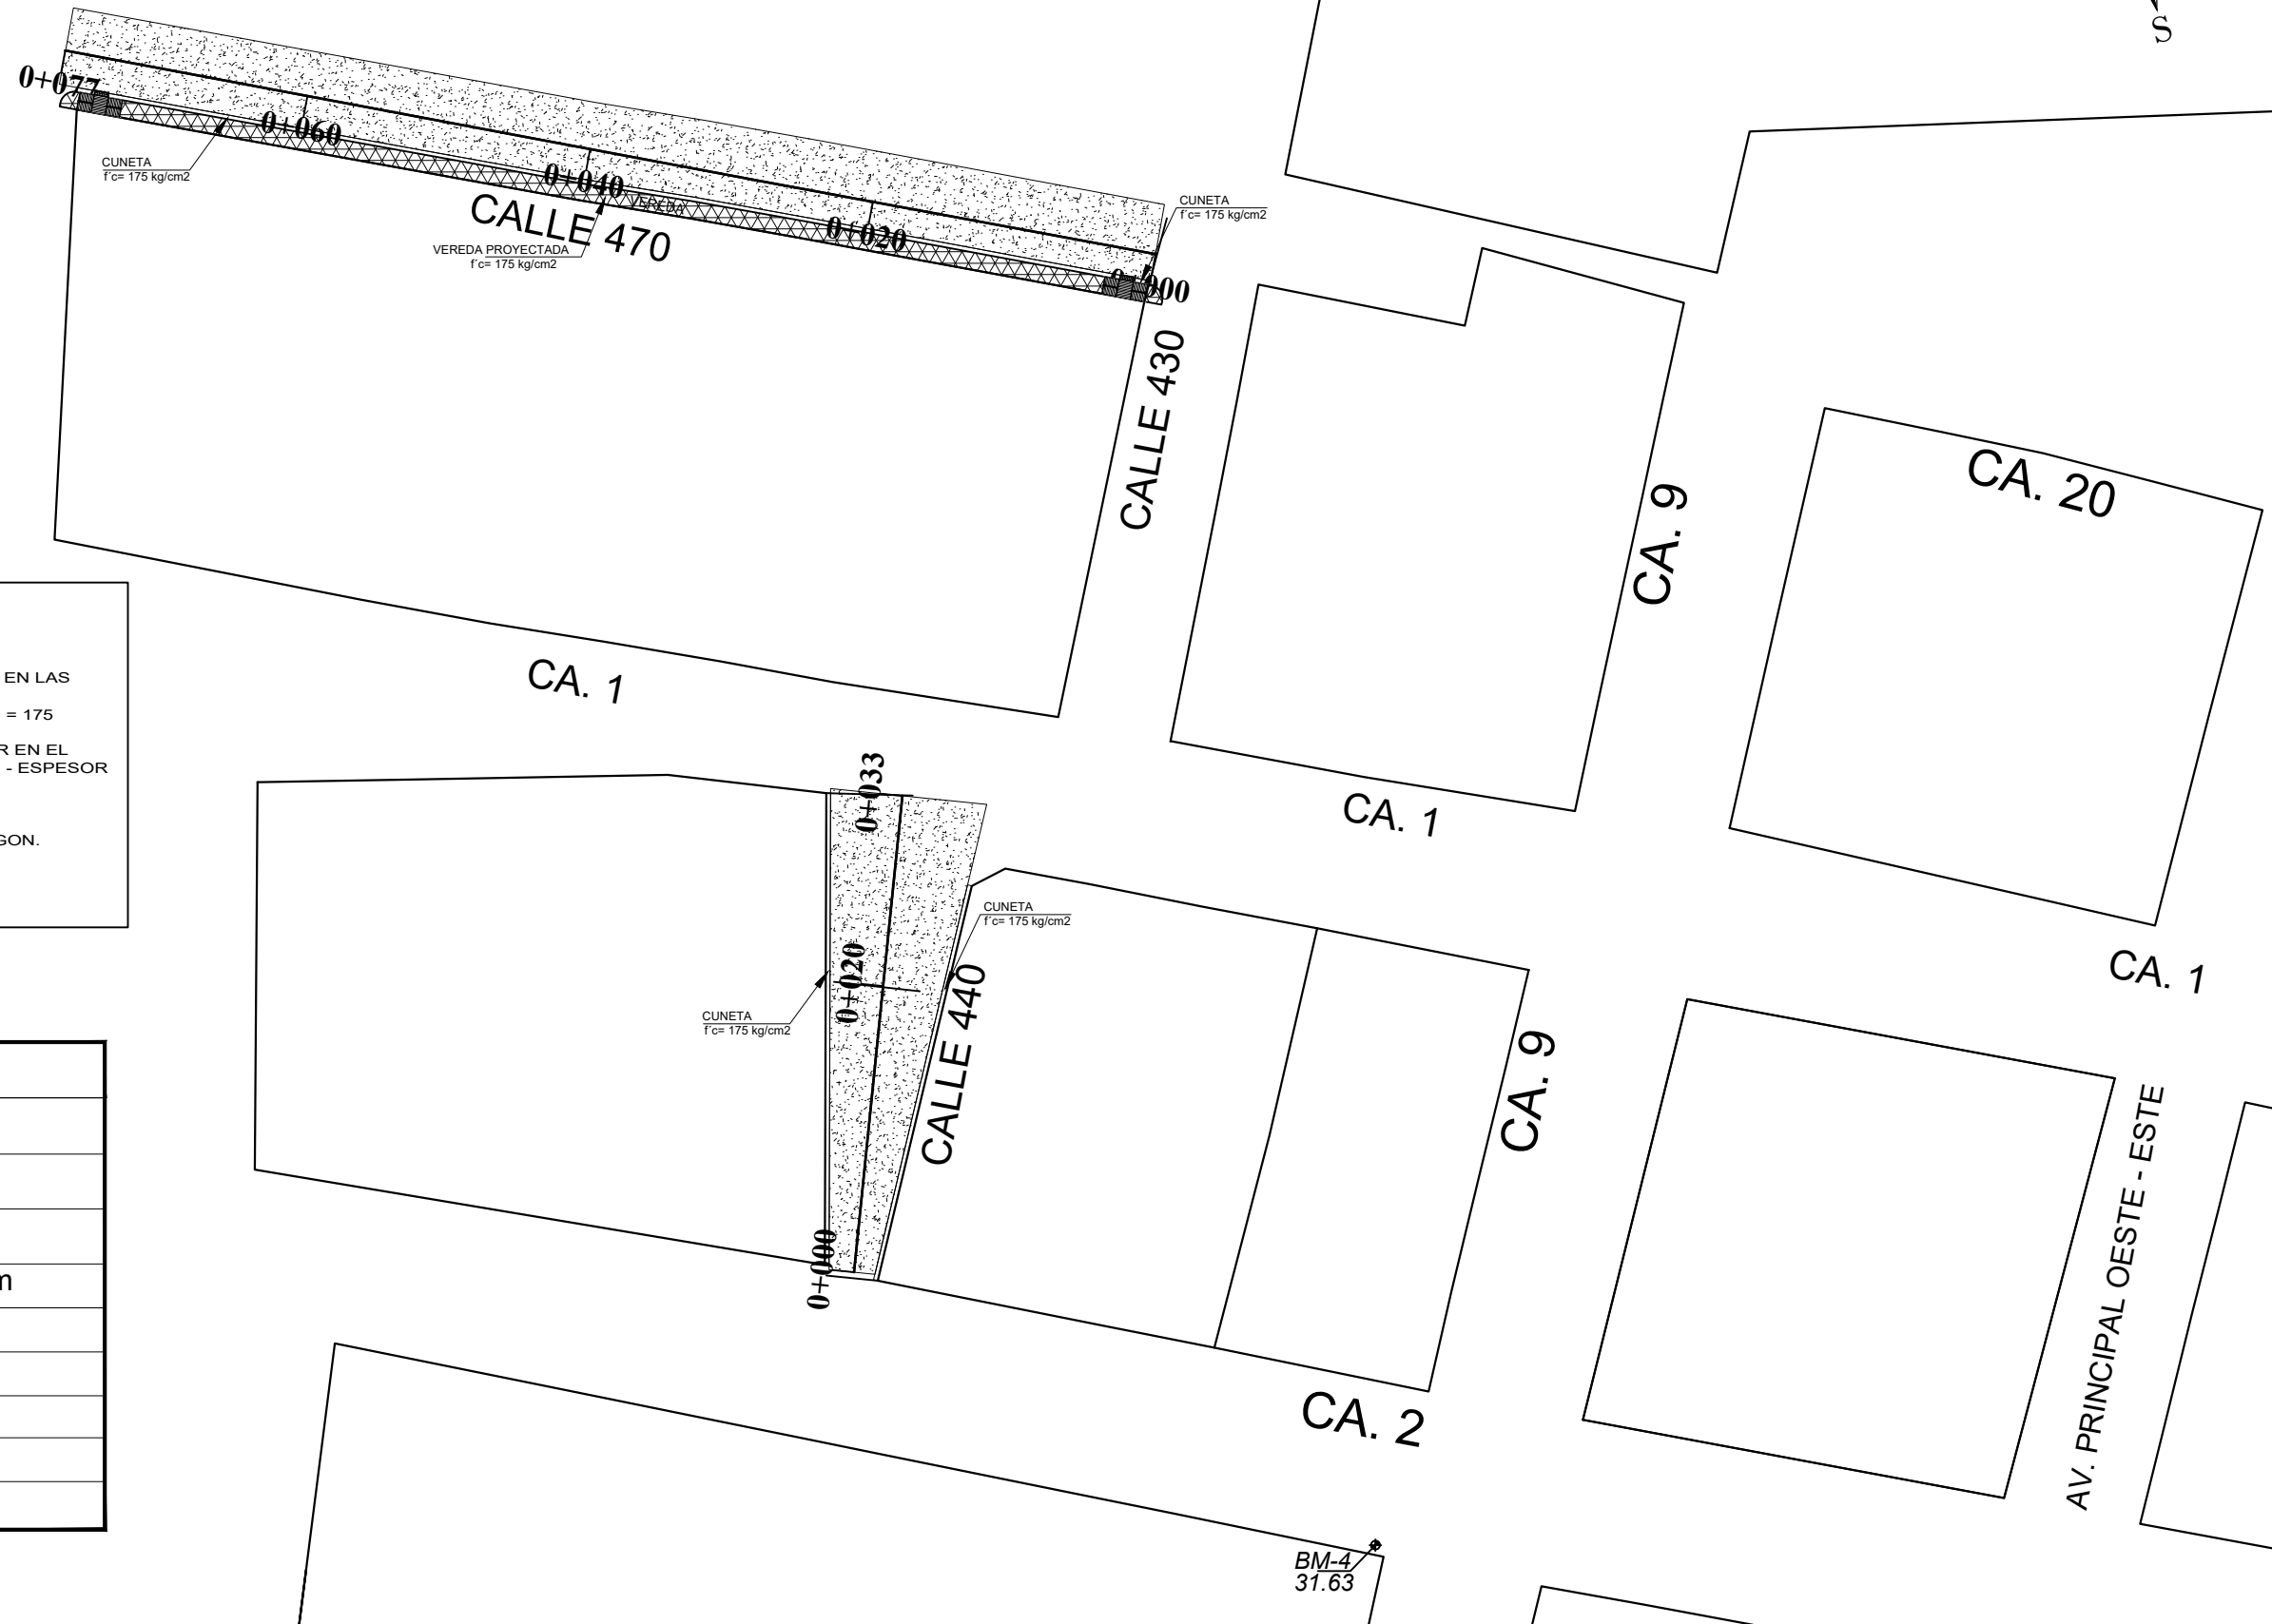 S
0+077
0+060
CUNETA
f´c= 175 kg/cm2
0+040
VEREDA
CALLE 470
0+020
VEREDA PROYECTADA
f´c= 175 kg/cm2
CUNETA
f´c= 175 kg/cm2
0+000
CALLE 430
CA. 9
CA. 20
EN LAS
= 175
R EN EL
- ESPESOR
GON.
CA. 1
0+033
CA. 1
CUNETA
f´c= 175 kg/cm2
0+020
CALLE 440
CUNETA
f´c= 175 kg/cm2
CA. 1
CA. 9
AV. PRINCIPAL OESTE - ESTE
0+000
m
CA. 2
BM-4
31.63